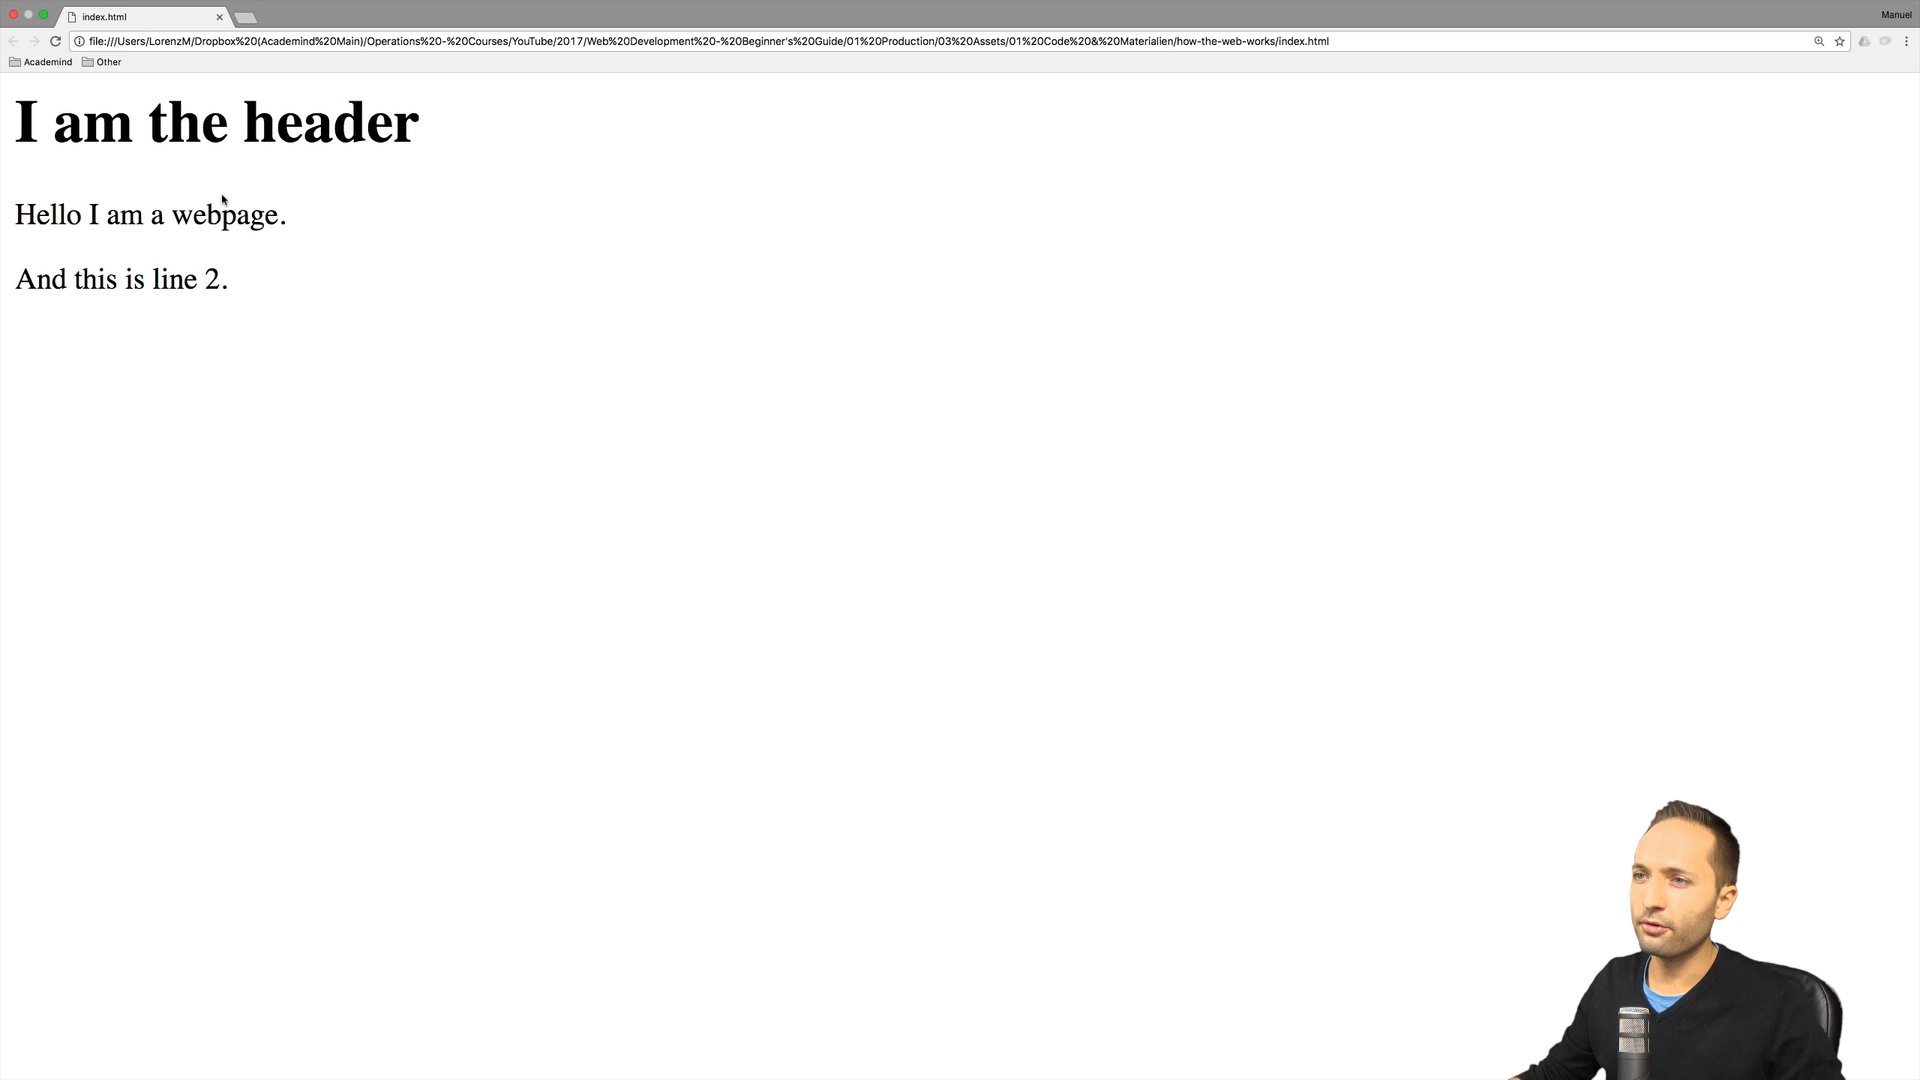 index.html
Manuel
file:///Users/LorenzM/Dropbox%20(Academind%20Main)/Operations%20-%20Courses/YouTube/2017/Web%20Development%20-%20Beginner's%20Guide/01%20Production/03%20Assets/01%20Code%20&%20Materialien/how-the-web-works/index.html
Academind Other
I am the header
Hello I am a webpage.
And this is line 2.